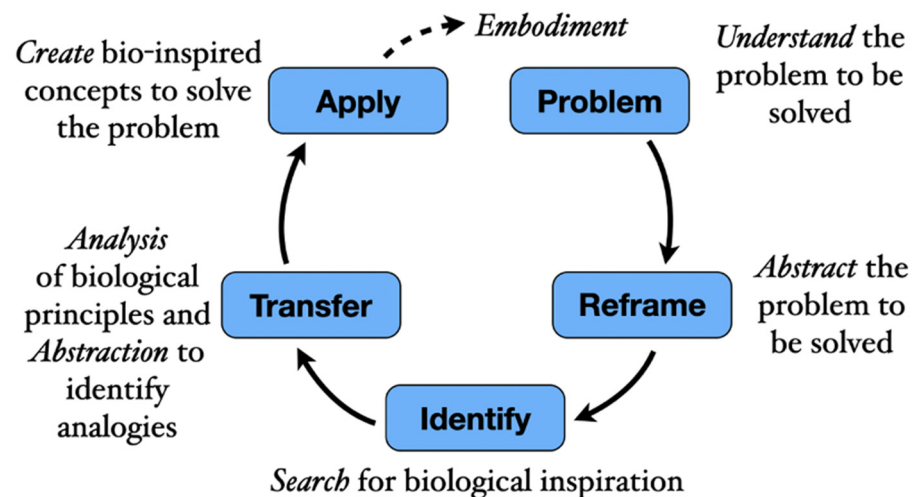 Embodiment
Create bio-inspired
concepts to solve
the problem
Apply
Problem
Understand the
problem to be
solved
Analysis
of biological
principles and
Abstraction to
identify
analogies
Transfer
Reframe
Abstract the
problem to
be solved
Identify
Search for biological inspiration